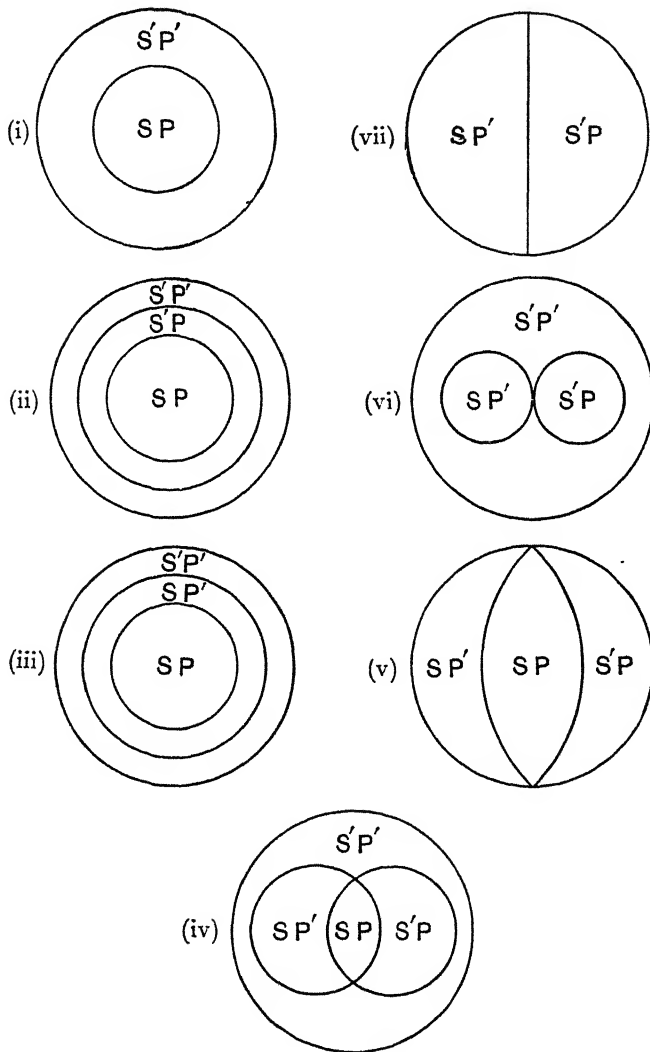 (i) S'P' SP
(vii) SP' S'P
(ii) S'P' S'P SP
(vi) S'P' SP' S'P
(iii) S'P' SP' SP
(v) SP' SP S'P
(iv) S'P' SP' SP S'P